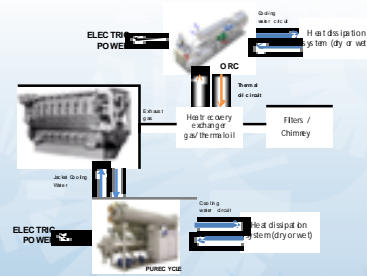 Cooling
water circuit
ELECTRIC
POWER
Heat dissipation
system (dry or wet)
ORC
Thermal
oil circuit
Exhaust
gas
Heat recovery
exchanger
gas/thermal oil
Filters /
Chimney
Jacket Cooling
Water
Cooling
water circuit
ELECTRIC
POWER
Heat dissipation
system (dry or wet)
PURECYCLE